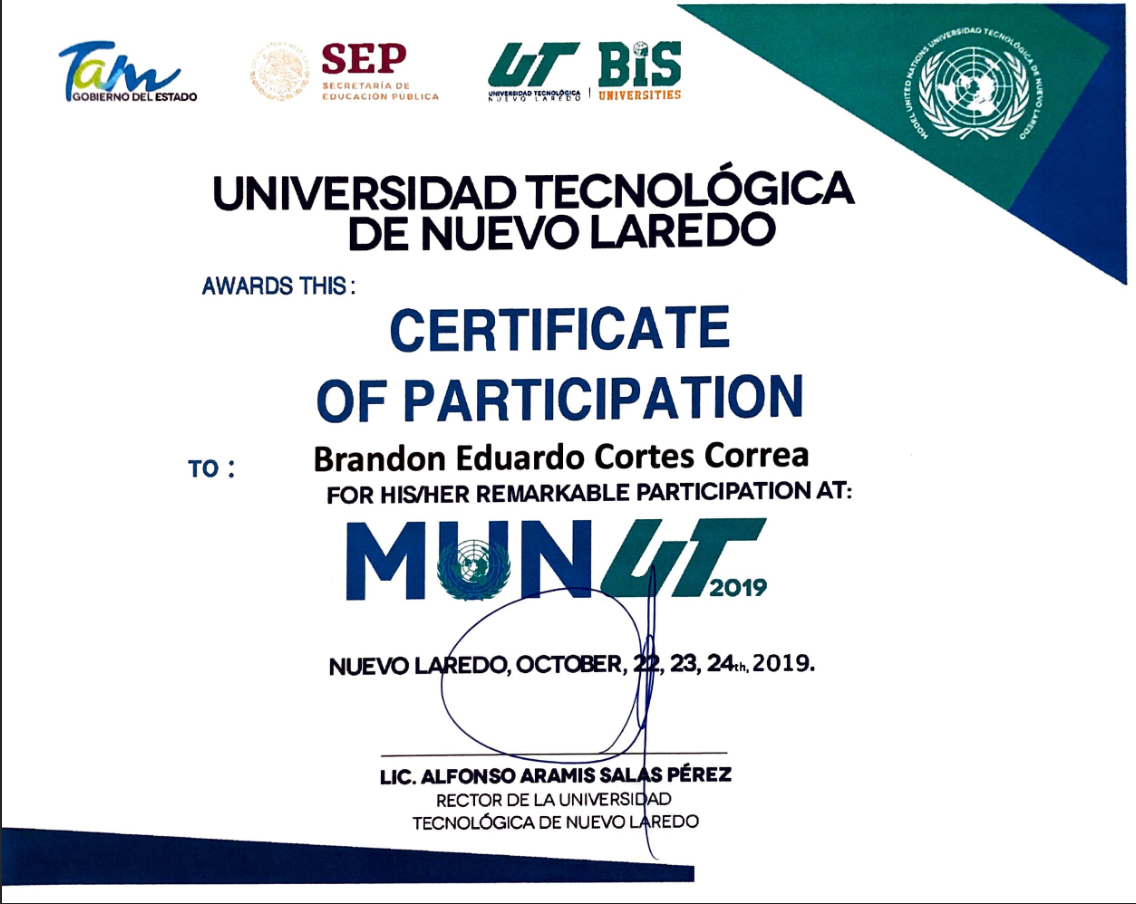 Tam
GOBIERNO DEL ESTADO
SEP
SECRETARÍA DE
EDUCACIÓN PÚBLICA
UT
UNIVERSIDAD TECNOLÓGICA
NUEVO LAREDO
BIS
UNIVERSITIES
MODEL UNITED NATIONS UNIVERSIDAD TECNOLÓGICA DE NUEVO LAREDO
UNIVERSIDAD TECNOLÓGICA
DE NUEVO LAREDO
AWARDS THIS:
CERTIFICATE
OF PARTICIPATION
TO : Brandon Eduardo Cortes Correa
FOR HIS/HER REMARKABLE PARTICIPATION AT:
MUN UT 2019
NUEVO LAREDO, OCTOBER, 22, 23, 24th, 2019.
LIC. ALFONSO ARAMIS SALAS PÉREZ
RECTOR DE LA UNIVERSIDAD
TECNOLÓGICA DE NUEVO LAREDO